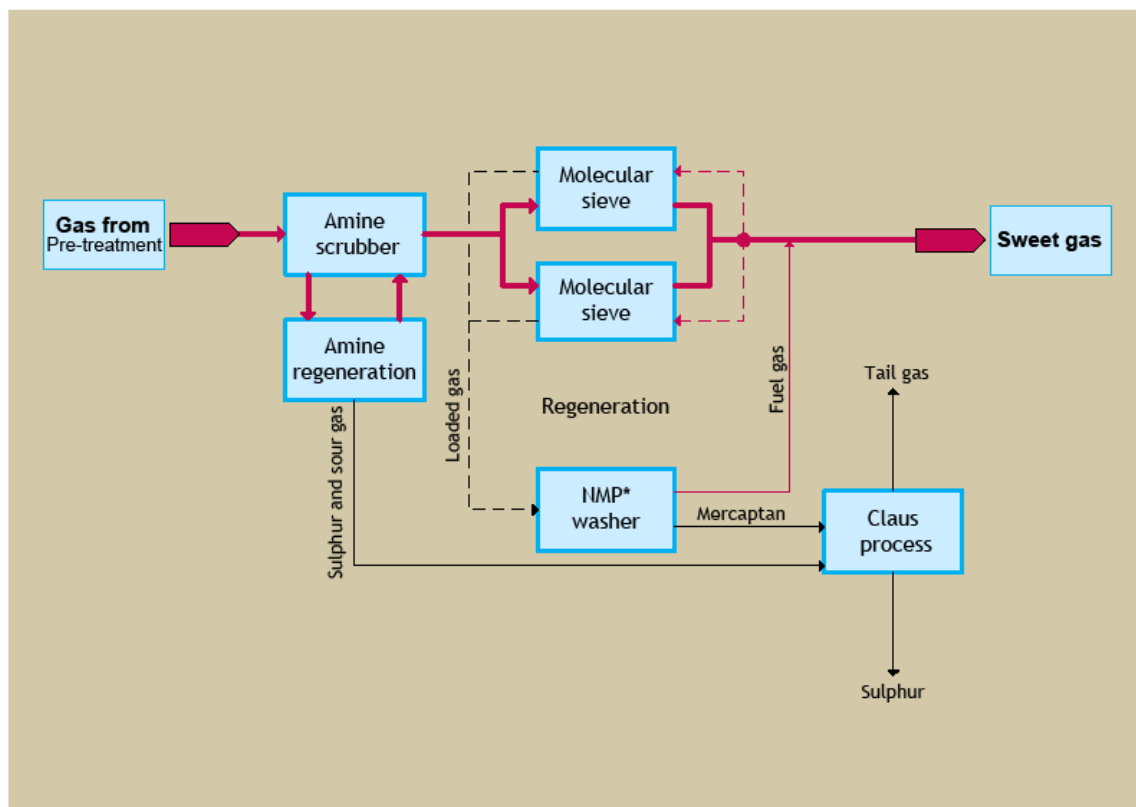 Molecular
sieve
Gas from
Pre-treatment
Amine
scrubber
Sweet gas
Molecular
sieve
Amine
regeneration
Tail gas
Loaded gas
Regeneration
Fuel gas
Sulphur and sour gas
NMP*
washer
Mercaptan
Claus
process
Sulphur